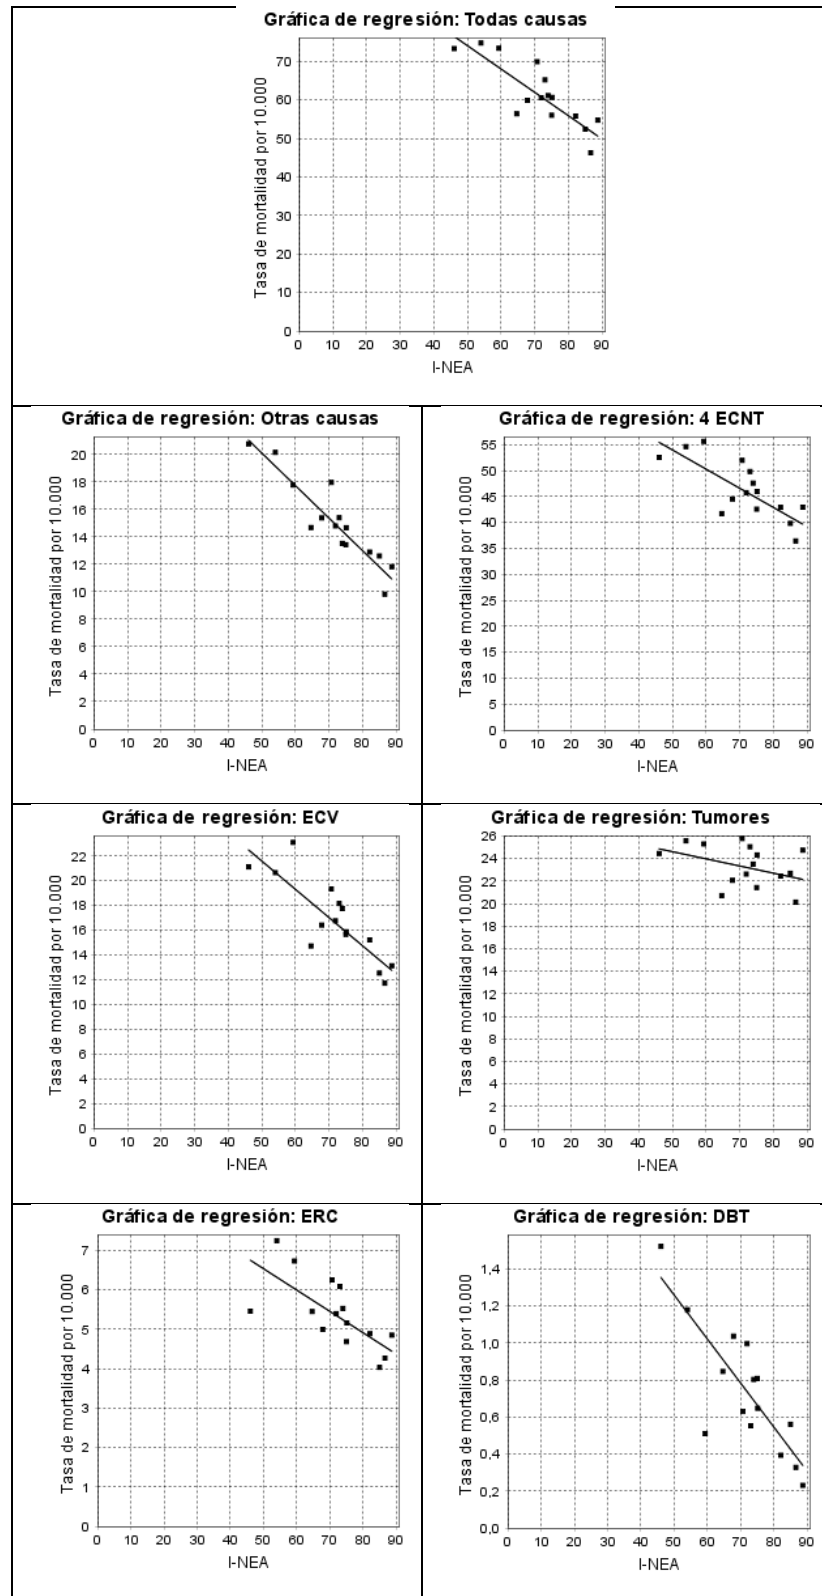 Gráfica de regresión: Todas causas
Tasa de mortalidad por 10.000
70
60
50
40
30
20
10
0
0 10 20 30 40 50 60 70 80 90
I-NEA
Gráfica de regresión: Otras causas
Tasa de mortalidad por 10.000
20
18
16
14
12
10
8
6
4
2
0
0 10 20 30 40 50 60 70 80 90
I-NEA
Gráfica de regresión: 4 ECNT
Tasa de mortalidad por 10.000
55
50
45
40
35
30
25
20
15
10
5
0
0 10 20 30 40 50 60 70 80 90
I-NEA
Gráfica de regresión: ECV
Tasa de mortalidad por 10.000
22
20
18
16
14
12
10
8
6
4
2
0
0 10 20 30 40 50 60 70 80 90
I-NEA
Gráfica de regresión: Tumores
Tasa de mortalidad por 10.000
26
24
22
20
18
16
14
12
10
8
6
4
2
0
0 10 20 30 40 50 60 70 80 90
I-NEA
Gráfica de regresión: ERC
Tasa de mortalidad por 10.000
7
6
5
4
3
2
1
0
0 10 20 30 40 50 60 70 80 90
I-NEA
Gráfica de regresión: DBT
Tasa de mortalidad por 10.000
1,4
1,2
1,0
0,8
0,6
0,4
0,2
0,0
0 10 20 30 40 50 60 70 80 90
I-NEA